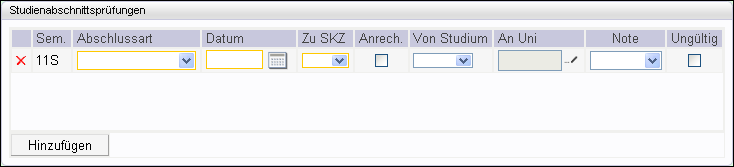 Studienabschnittsprüfungen
Sem. Abschlussart Datum Zu SKZ Anrech. Von Studium An Uni Note Ungültig
11S
Hinzufügen